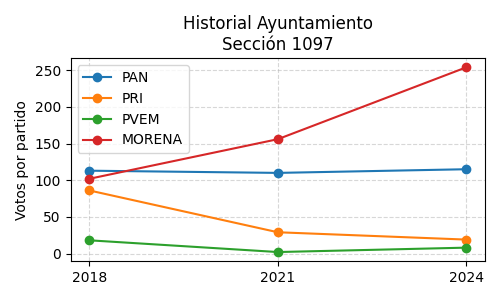 Historial Ayuntamiento
Sección 1097
PAN
PRI
PVEM
MORENA
Votos por partido
250
200
150
100
50
0
2018
2021
2024